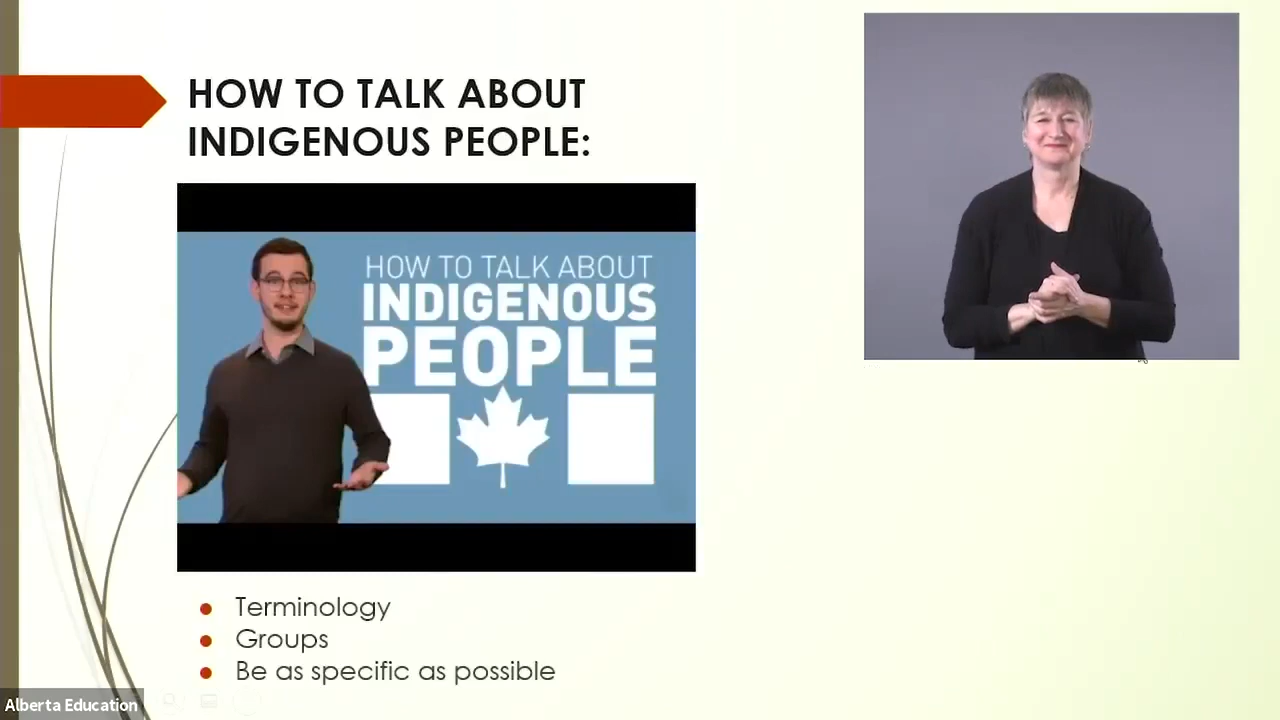 HOW TO TALK ABOUT
INDIGENOUS PEOPLE:
HOW TO TALK ABOUT
INDIGENOUS
PEOPLE
Terminology
Groups
Be as specific as possible
Alberta Education